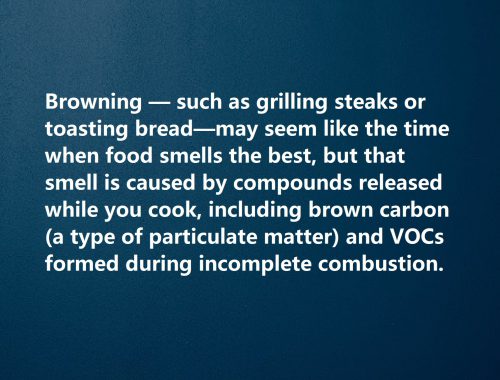 Browning — such as grilling steaks or
toasting bread—may seem like the time
when food smells the best, but that
smell is caused by compounds released
while you cook, including brown carbon
(a type of particulate matter) and VOCs
formed during incomplete combustion.